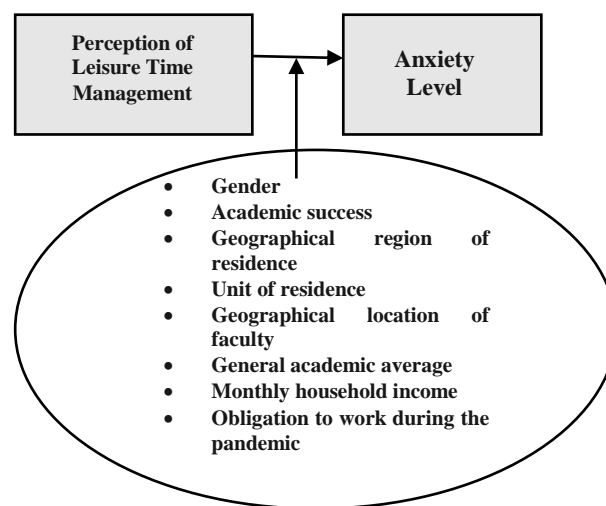 Perception of
Leisure Time
Management
Anxiety
Level
• Gender
• Academic success
• Geographical region of
residence
• Unit of residence
• Geographical location of
faculty
• General academic average
• Monthly household income
• Obligation to work during the
pandemic